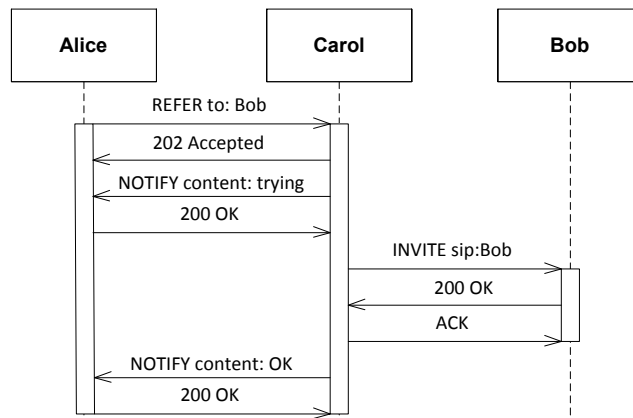 Alice
Carol
Bob
REFER to: Bob
202 Accepted
NOTIFY content: trying
200 OK
INVITE sip:Bob
200 OK
ACK
NOTIFY content: OK
200 OK